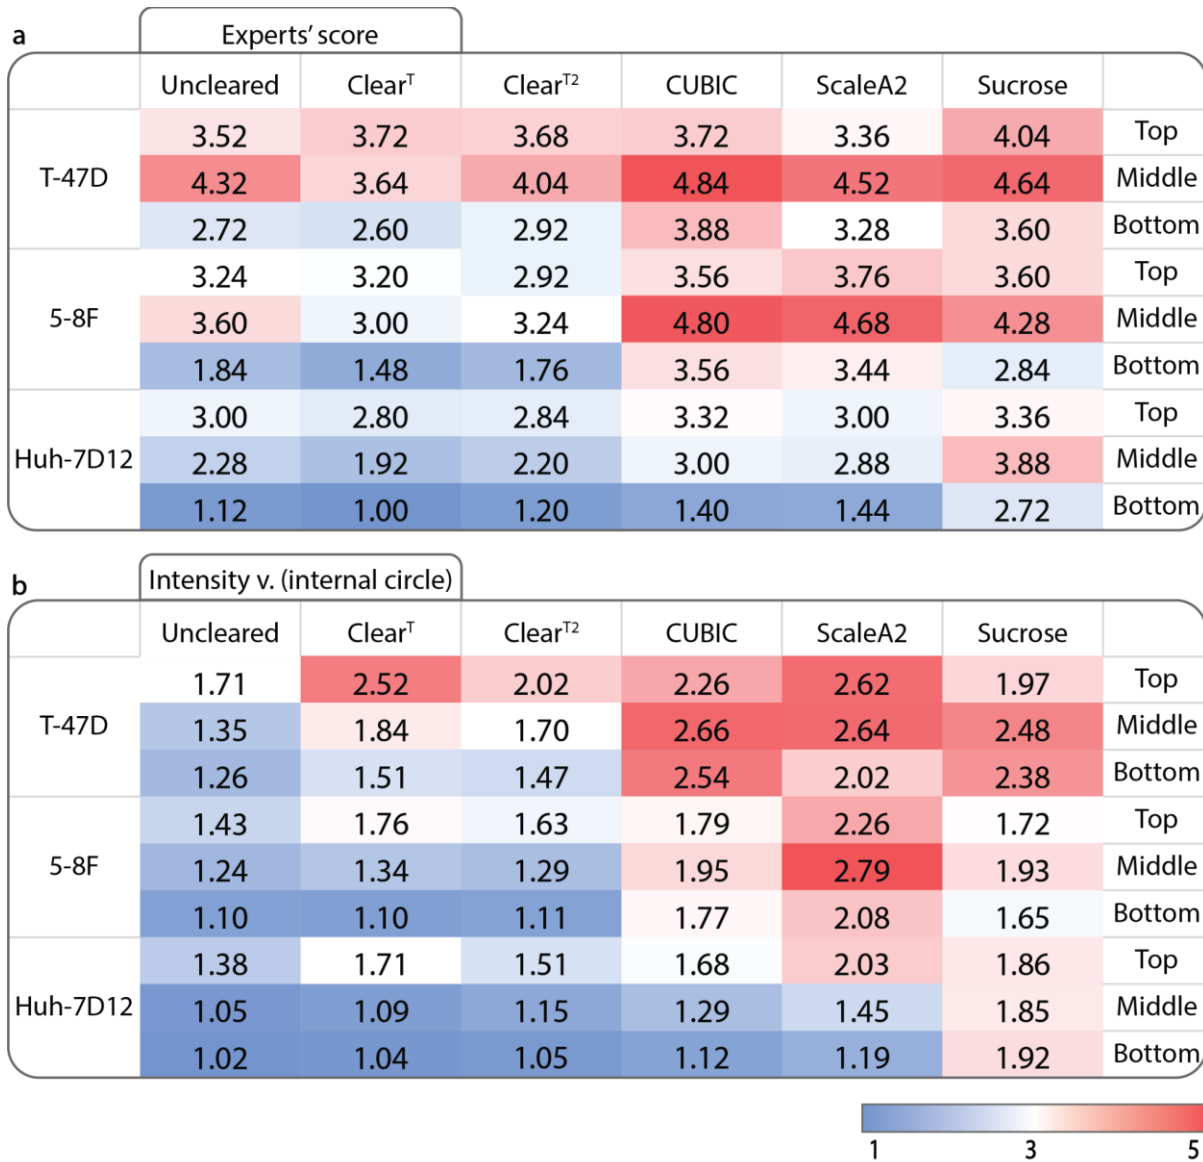 a
Experts' score
Uncleared Clearᵀ Clearᵀ² CUBIC ScaleA2 Sucrose
T-47D 3.52 3.72 3.68 3.72 3.36 4.04 Top
4.32 3.64 4.04 4.84 4.52 4.64 Middle
2.72 2.60 2.92 3.88 3.28 3.60 Bottom
5-8F 3.24 3.20 2.92 3.56 3.76 3.60 Top
3.60 3.00 3.24 4.80 4.68 4.28 Middle
1.84 1.48 1.76 3.56 3.44 2.84 Bottom
Huh-7D12 3.00 2.80 2.84 3.32 3.00 3.36 Top
2.28 1.92 2.20 3.00 2.88 3.88 Middle
1.12 1.00 1.20 1.40 1.44 2.72 Bottom
b
Intensity v. (internal circle)
Uncleared Clearᵀ Clearᵀ² CUBIC ScaleA2 Sucrose
T-47D 1.71 2.52 2.02 2.26 2.62 1.97 Top
1.35 1.84 1.70 2.66 2.64 2.48 Middle
1.26 1.51 1.47 2.54 2.02 2.38 Bottom
5-8F 1.43 1.76 1.63 1.79 2.26 1.72 Top
1.24 1.34 1.29 1.95 2.79 1.93 Middle
1.10 1.10 1.11 1.77 2.08 1.65 Bottom
Huh-7D12 1.38 1.71 1.51 1.68 2.03 1.86 Top
1.05 1.09 1.15 1.29 1.45 1.85 Middle
1.02 1.04 1.05 1.12 1.19 1.92 Bottom
1 3 5